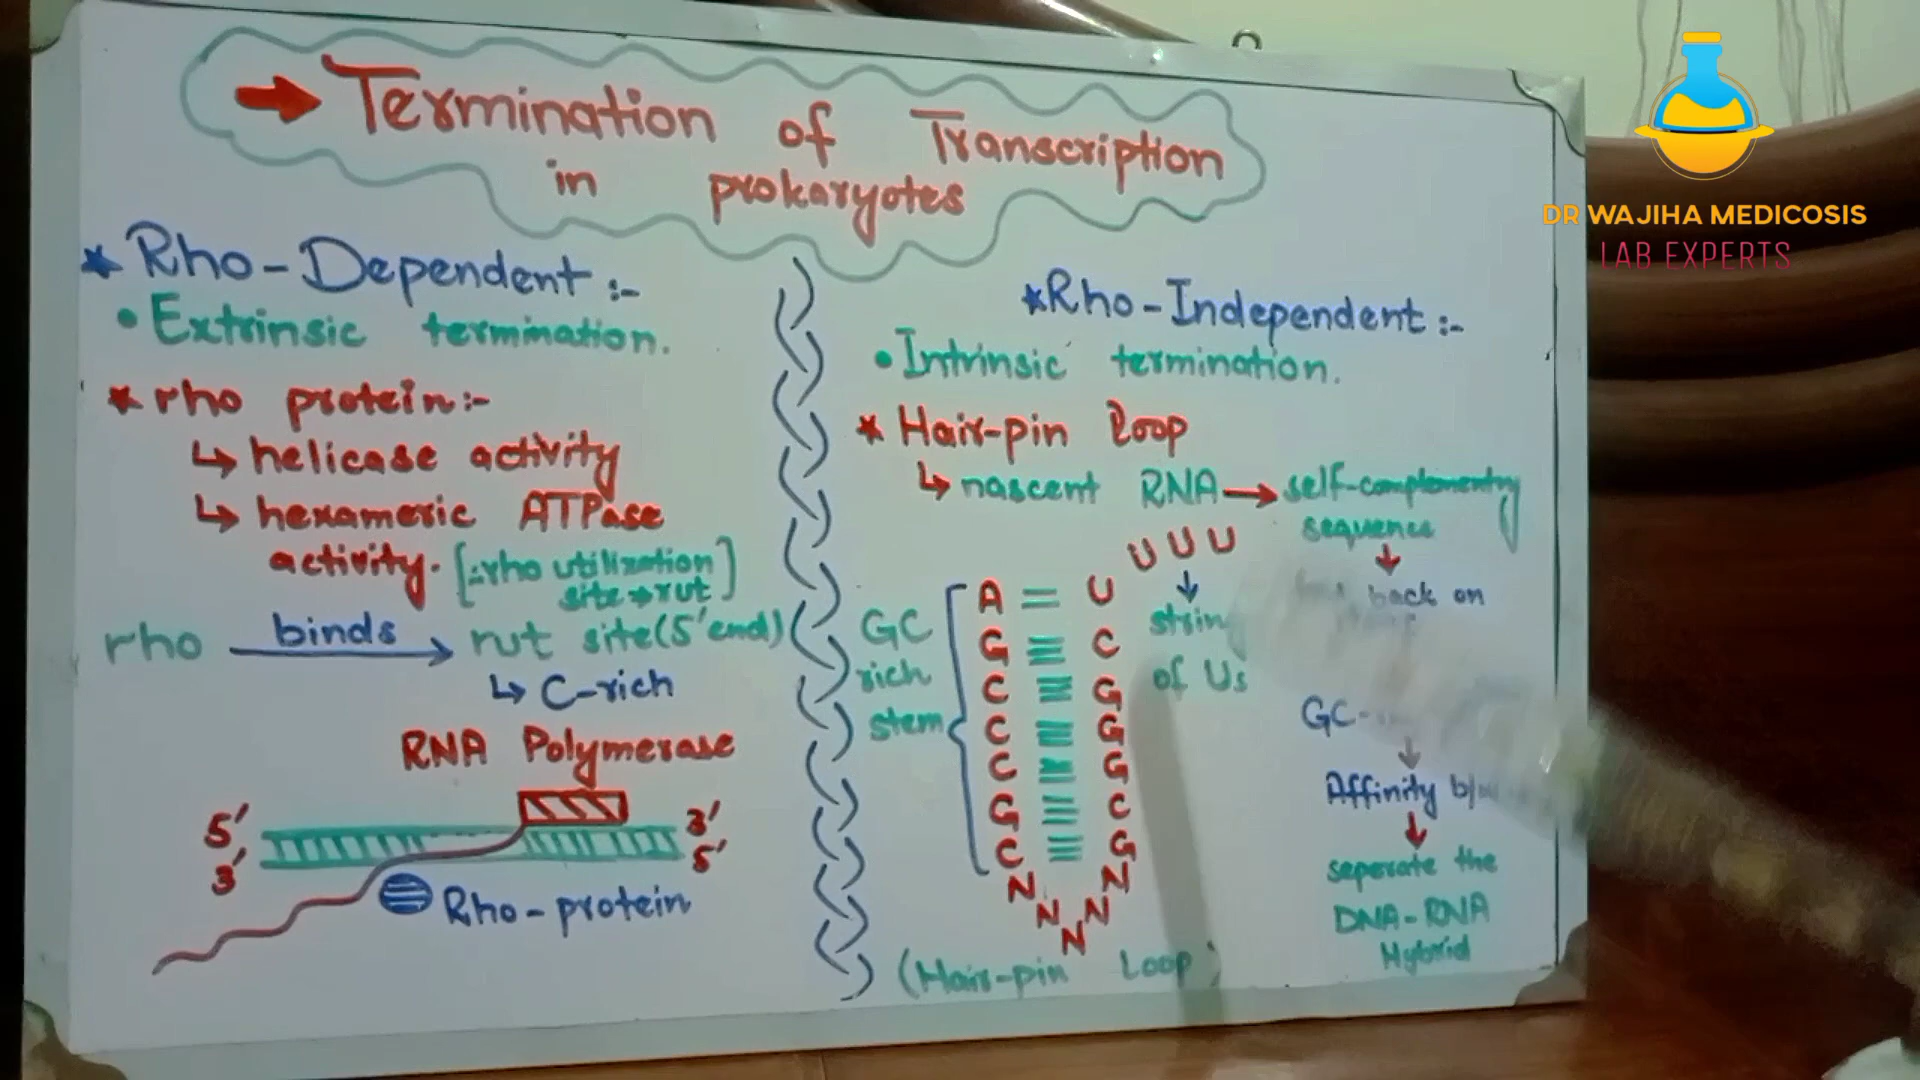 Termination of Transcription
in prokaryotes
DR WAJIHA MEDICOSIS
LAB EXPERTS
* Rho-Dependent:-
• Extrinsic termination.
* rho protein:-
↳ helicase activity
↳ hexameric ATPase
activity. [∴rho utilization
site → rut]
rho binds rut site (5' end)
↳ C-rich
RNA Polymerase
5' 3'
3' 5'
Rho-protein
*Rho-Independent:-
• Intrinsic termination.
* Hair-pin Loop
↳ nascent RNA → self-complementry
sequence
back on
GC-
Affinity b/w
seperate the
DNA-RNA
Hybrid
U U U
string
of Us
GC
rich
stem
A = U
G ≡ C
C ≡ G
C ≡ G
C ≡ G
G ≡ C
C ≡ G
N N
N N
N
(Hair-pin Loop)